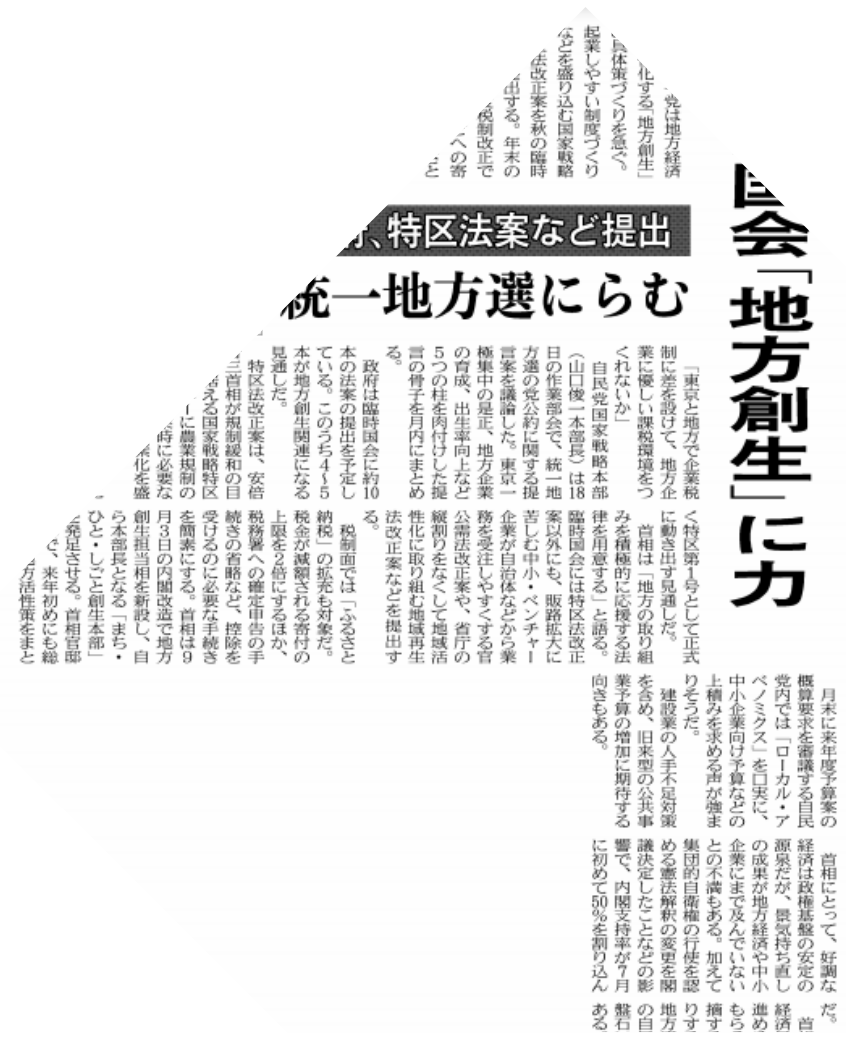 国会「地方創生」に力
、特区法案など提出
統一地方選にらむ
党は地方経済
化する「地方創生」
具体策づくりを急ぐ。
起業しやすい制度づくり
などを盛り込む国家戦略
法改正案を秋の臨時
出する。年末の
税制改正で
への寄
と
「東京と地方で企業税
制に差を設けて、地方企
業に優しい課税環境をつ
くれないか」
自民党国家戦略本部
（山口俊一本部長）は18
日の作業部会で、統一地
方選の党公約に関する提
言案を議論した。東京一
極集中の是正、地方企業
の育成、出生率向上など
5つの柱を肉付けした提
言の骨子を月内にまとめ
る。
政府は臨時国会に約10
本の法案の提出を予定し
ている。このうち4〜5
本が地方創生関連になる
見通しだ。
特区法改正案は、安倍
三首相が規制緩和の目
据える国家戦略特区
ーに農業規制の
時に必要な
素化を盛
く特区第1号として正式
に動き出す見通しだ。
首相は「地方の取り組
みを積極的に応援する法
律を用意する」と語る。
臨時国会には特区法改正
案以外にも、販路拡大に
苦しむ中小・ベンチャー
企業が自治体などから業
務を受注しやすくする官
公需法改正案や、省庁の
縦割りをなくして地域活
性化に取り組む地域再生
法改正案などを提出す
る。
税制面では「ふるさと
納税」の拡充も対象だ。
税金が減額される寄付の
上限を2倍にするほか、
税務署への確定申告の手
続きの省略など、控除を
受けるのに必要な手続き
を簡素にする。首相は9
月3日の内閣改造で地方
創生担当相を新設し、自
ら本部長となる「まち・
ひと・しごと創生本部」
を発足させる。首相官邸
で、来年初めにも総
方活性策をまと
月末に来年度予算案の
概算要求を審議する自民
党内では「ローカル・ア
ベノミクス」を口実に、
中小企業向け予算などの
上積みを求める声が強ま
りそうだ。
建設業の人手不足対策
を含め、旧来型の公共事
業予算の増加に期待する
向きもある。
首相にとって、好調な
経済は政権基盤の安定の
源泉だが、景気持ち直し
の成果が地方経済や中小
企業にまで及んでいない
との不満もある。加えて
集団的自衛権の行使を認
める憲法解釈の変更を閣
議決定したことなどの影
響で、内閣支持率が7月
に初めて50％を割り込ん
だ。
首
経済
進め
もら
摘す
りす
地方
の自
盤石
ある